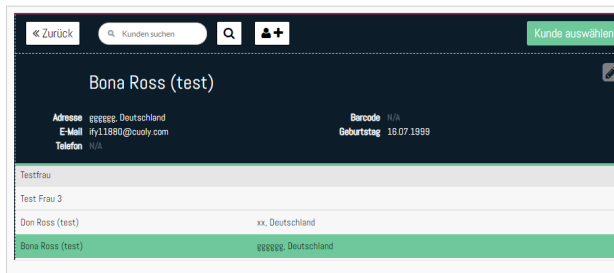 « Zurück Kunden suchen Kunde auswählen
Bona Ross (test)
Adresse gggggg, Deutschland Barcode N/A
E-Mail ify11880@cuoly.com Geburtstag 16.07.1999
Telefon N/A
Testfrau
Test Frau 3
Don Ross (test) xx, Deutschland
Bona Ross (test) gggggg, Deutschland